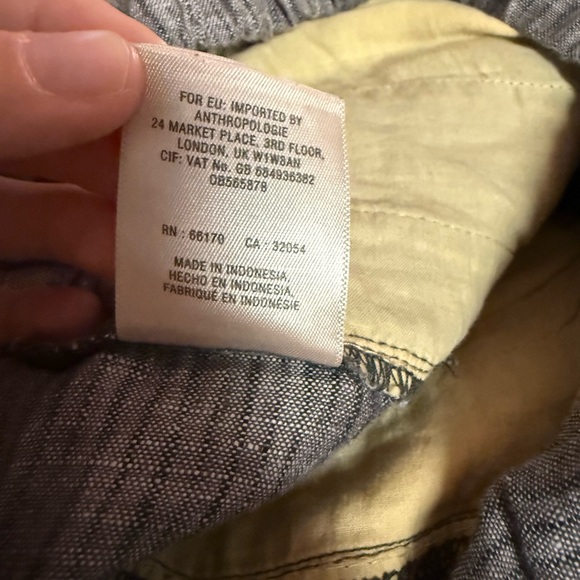 FOR EU: IMPORTED BY
ANTHROPOLOGIE
24 MARKET PLACE, 3RD FLOOR,
LONDON, UK W1W8AN
CIF: VAT No. GB 684936382
OB565878
RN : 66170 CA : 32054
MADE IN INDONESIA,
HECHO EN INDONESIA,
FABRIQUÉ EN INDONÉSIE